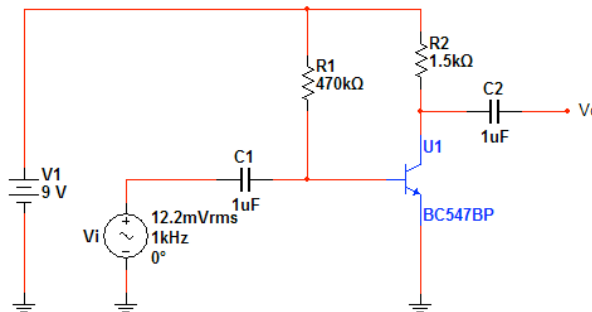 R1
470kΩ
R2
1.5kΩ
C2
1uF
U1
C1
1uF
V1
9 V
Vi
12.2mVrms
1kHz
0°
BC547BP